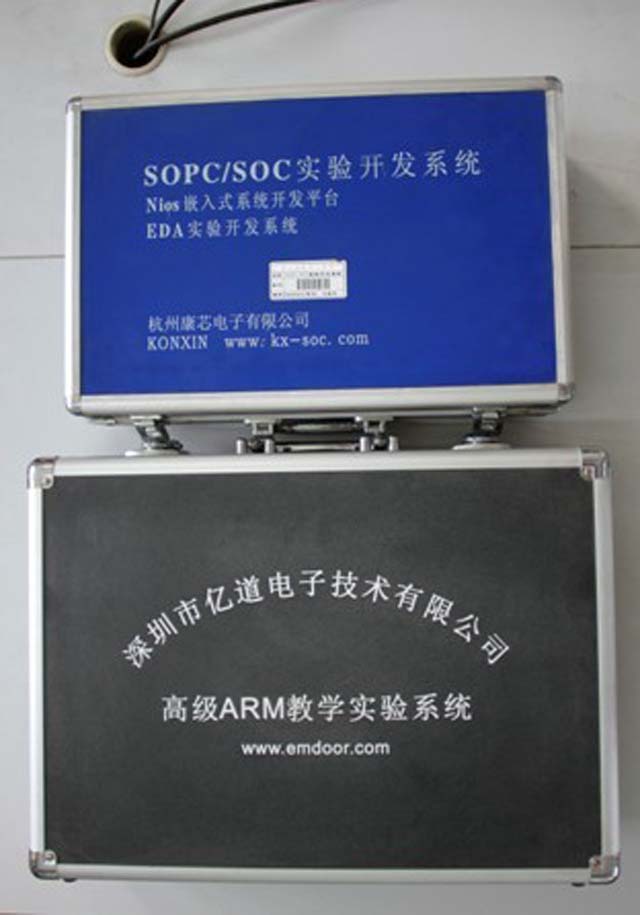 SOPC/SOC实验开发系统
Nios嵌入式系统开发平台
EDA实验开发系统
杭州康芯电子有限公司
KONXIN www:kx-soc.com
深圳市亿道电子技术有限公司
高级ARM教学实验系统
www.emdoor.com